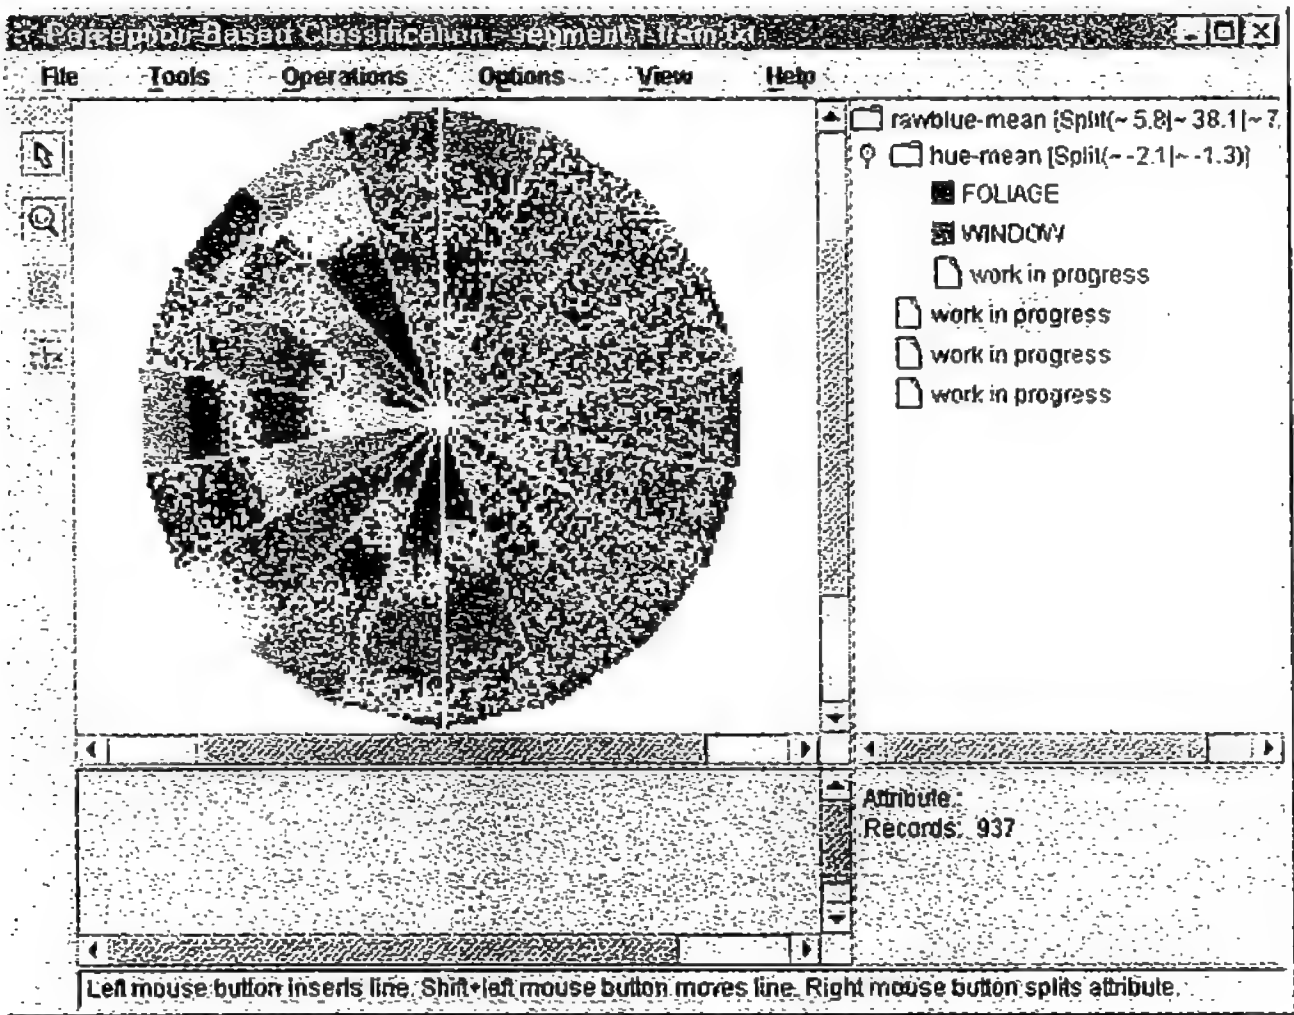 Perception-Based Classification - segment1-train.txt
File Tools Operations Options View Help
rawblue-mean [Split(~ 5.8|~ 38.1|~ 7.
hue-mean [Split(~ -2.1|~ -1.3)]
FOLIAGE
WINDOW
work in progress
work in progress
work in progress
work in progress
Attribute:
Records: 937
Left mouse button inserts line. Shift+left mouse button moves line. Right mouse button splits attribute.